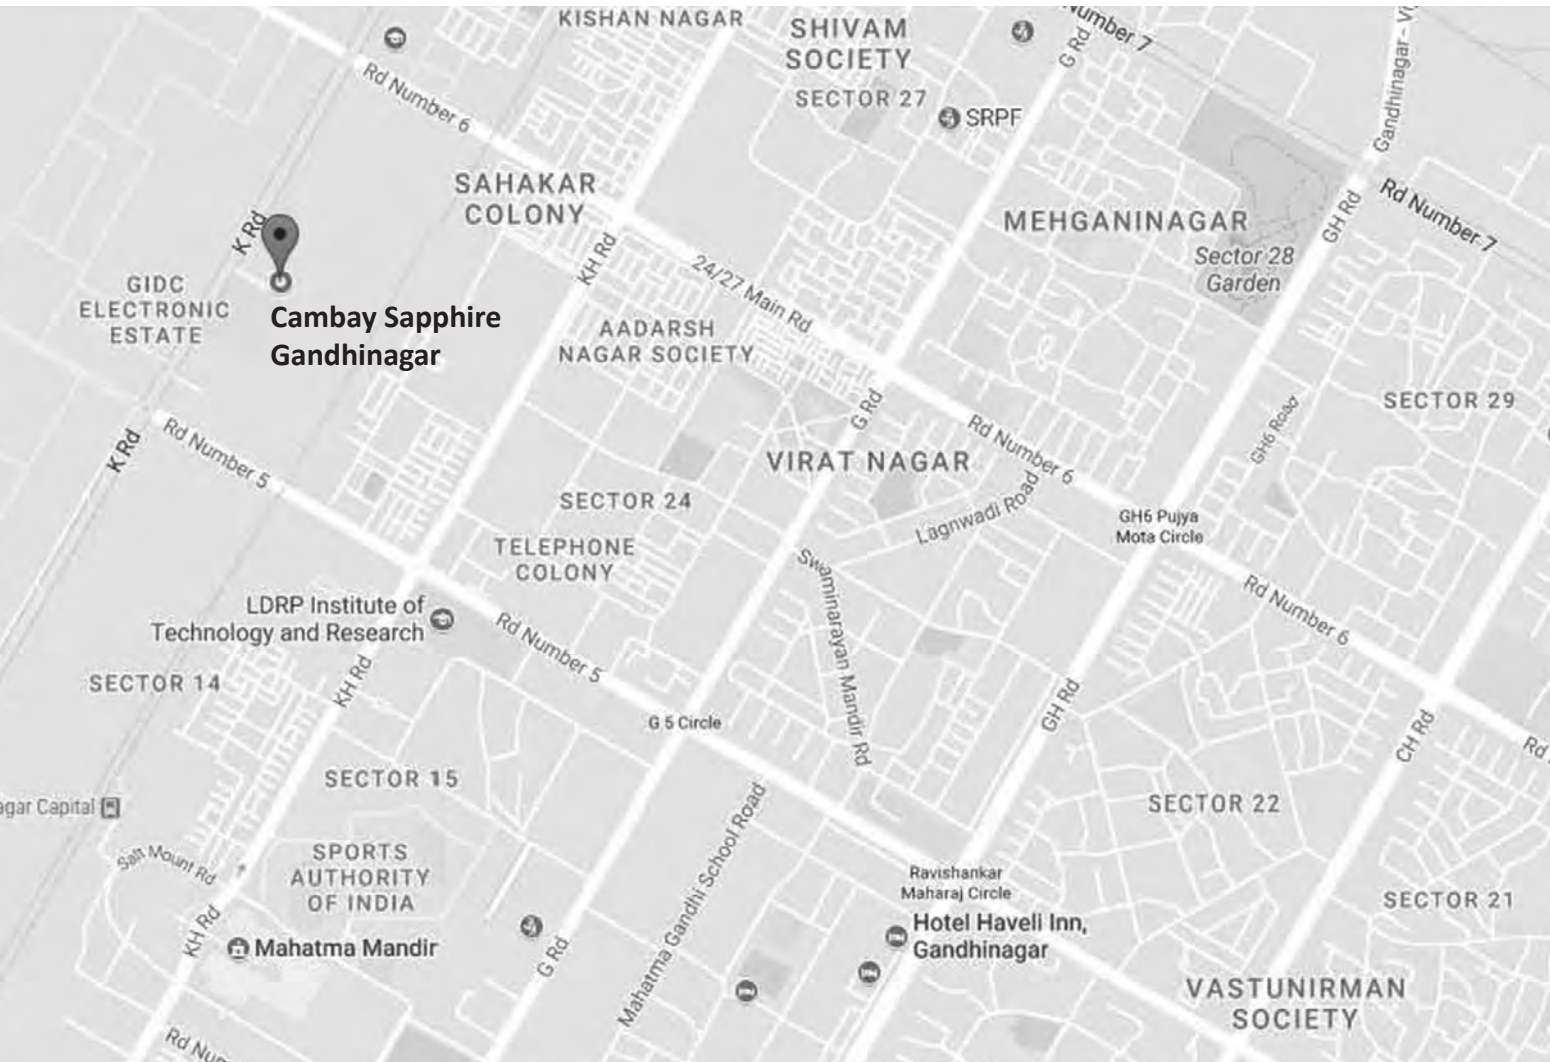 KISHAN NAGAR
SHIVAM
SOCIETY
SECTOR 27
Number 7
G Rd
SRPF
Gandhinagar -
Rd Number 6
SAHAKAR
COLONY
MEHGANINAGAR
Sector 28
Garden
GH Rd
Rd Number 7
K Rd
KH Rd
24/27 Main Rd
GIDC
ELECTRONIC
ESTATE
Cambay Sapphire
Gandhinagar
AADARSH
NAGAR SOCIETY
G Rd
SECTOR 29
GH6 Road
K Rd
Rd Number 5
VIRAT NAGAR
Rd Number 6
SECTOR 24
Lagnwadi Road
GH6 Pujya
Mota Circle
TELEPHONE
COLONY
Swaminarayan Mandir Rd
LDRP Institute of
Technology and Research
Rd Number 5
Rd Number 6
SECTOR 14
KH Rd
G 5 Circle
GH Rd
CH Rd
Rd
SECTOR 15
SECTOR 22
agar Capital
Mahatma Gandhi School Road
Salt Mount Rd
SPORTS
AUTHORITY
OF INDIA
Ravishankar
Maharaj Circle
SECTOR 21
KH Rd
Mahatma Mandir
G Rd
Hotel Haveli Inn,
Gandhinagar
VASTUNIRMAN
SOCIETY
Rd Num